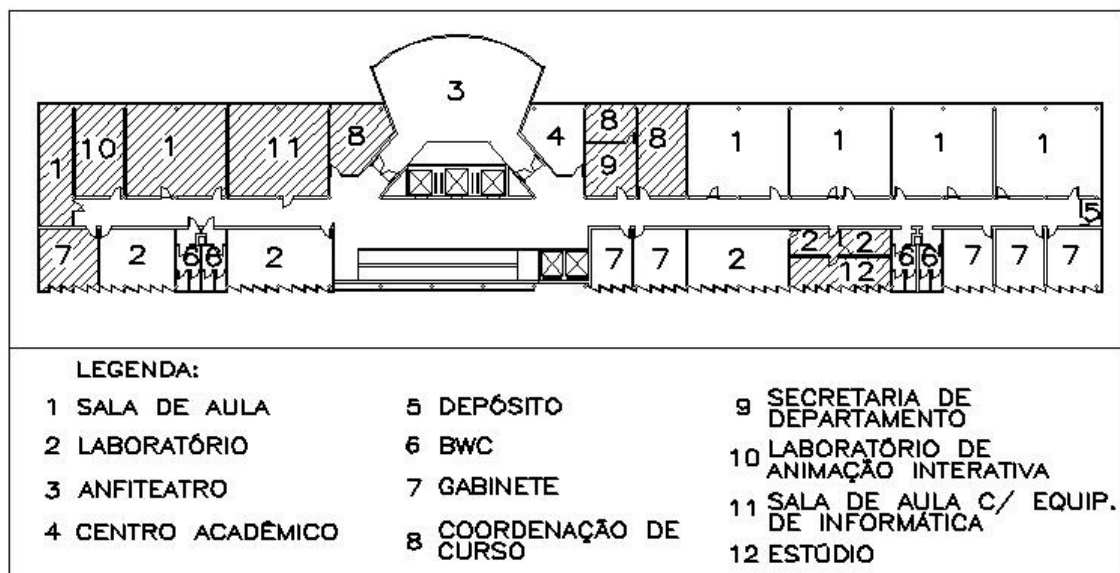 3
10
1
11
8
4
8
9
8
1
1
1
1
1
5
7
2
6
6
2
7
7
2
2
2
12
6
6
7
7
7
LEGENDA:
1 SALA DE AULA
2 LABORATÓRIO
3 ANFITEATRO
4 CENTRO ACADÊMICO
5 DEPÓSITO
6 BWC
7 GABINETE
8 COORDENAÇÃO DE
CURSO
9 SECRETARIA DE
DEPARTAMENTO
10 LABORATÓRIO DE
ANIMAÇÃO INTERATIVA
11 SALA DE AULA C/ EQUIP.
DE INFORMÁTICA
12 ESTÚDIO